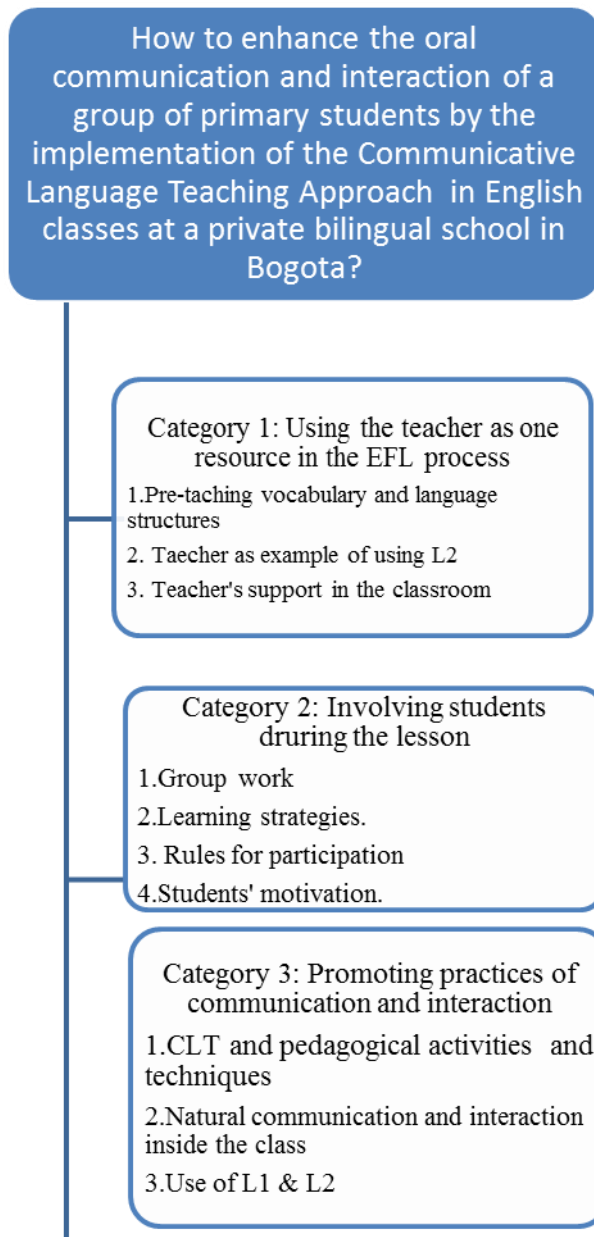 How to enhance the oral
communication and interaction of a
group of primary students by the
implementation of the Communicative
Language Teaching Approach in English
classes at a private bilingual school in
Bogota?
Category 1: Using the teacher as one
resource in the EFL process
1.Pre-taching vocabulary and language
structures
2. Taecher as example of using L2
3. Teacher's support in the classroom
Category 2: Involving students
druring the lesson
1.Group work
2.Learning strategies.
3. Rules for participation
4.Students' motivation.
Category 3: Promoting practices of
communication and interaction
1.CLT and pedagogical activities and
techniques
2.Natural communication and interaction
inside the class
3.Use of L1 & L2